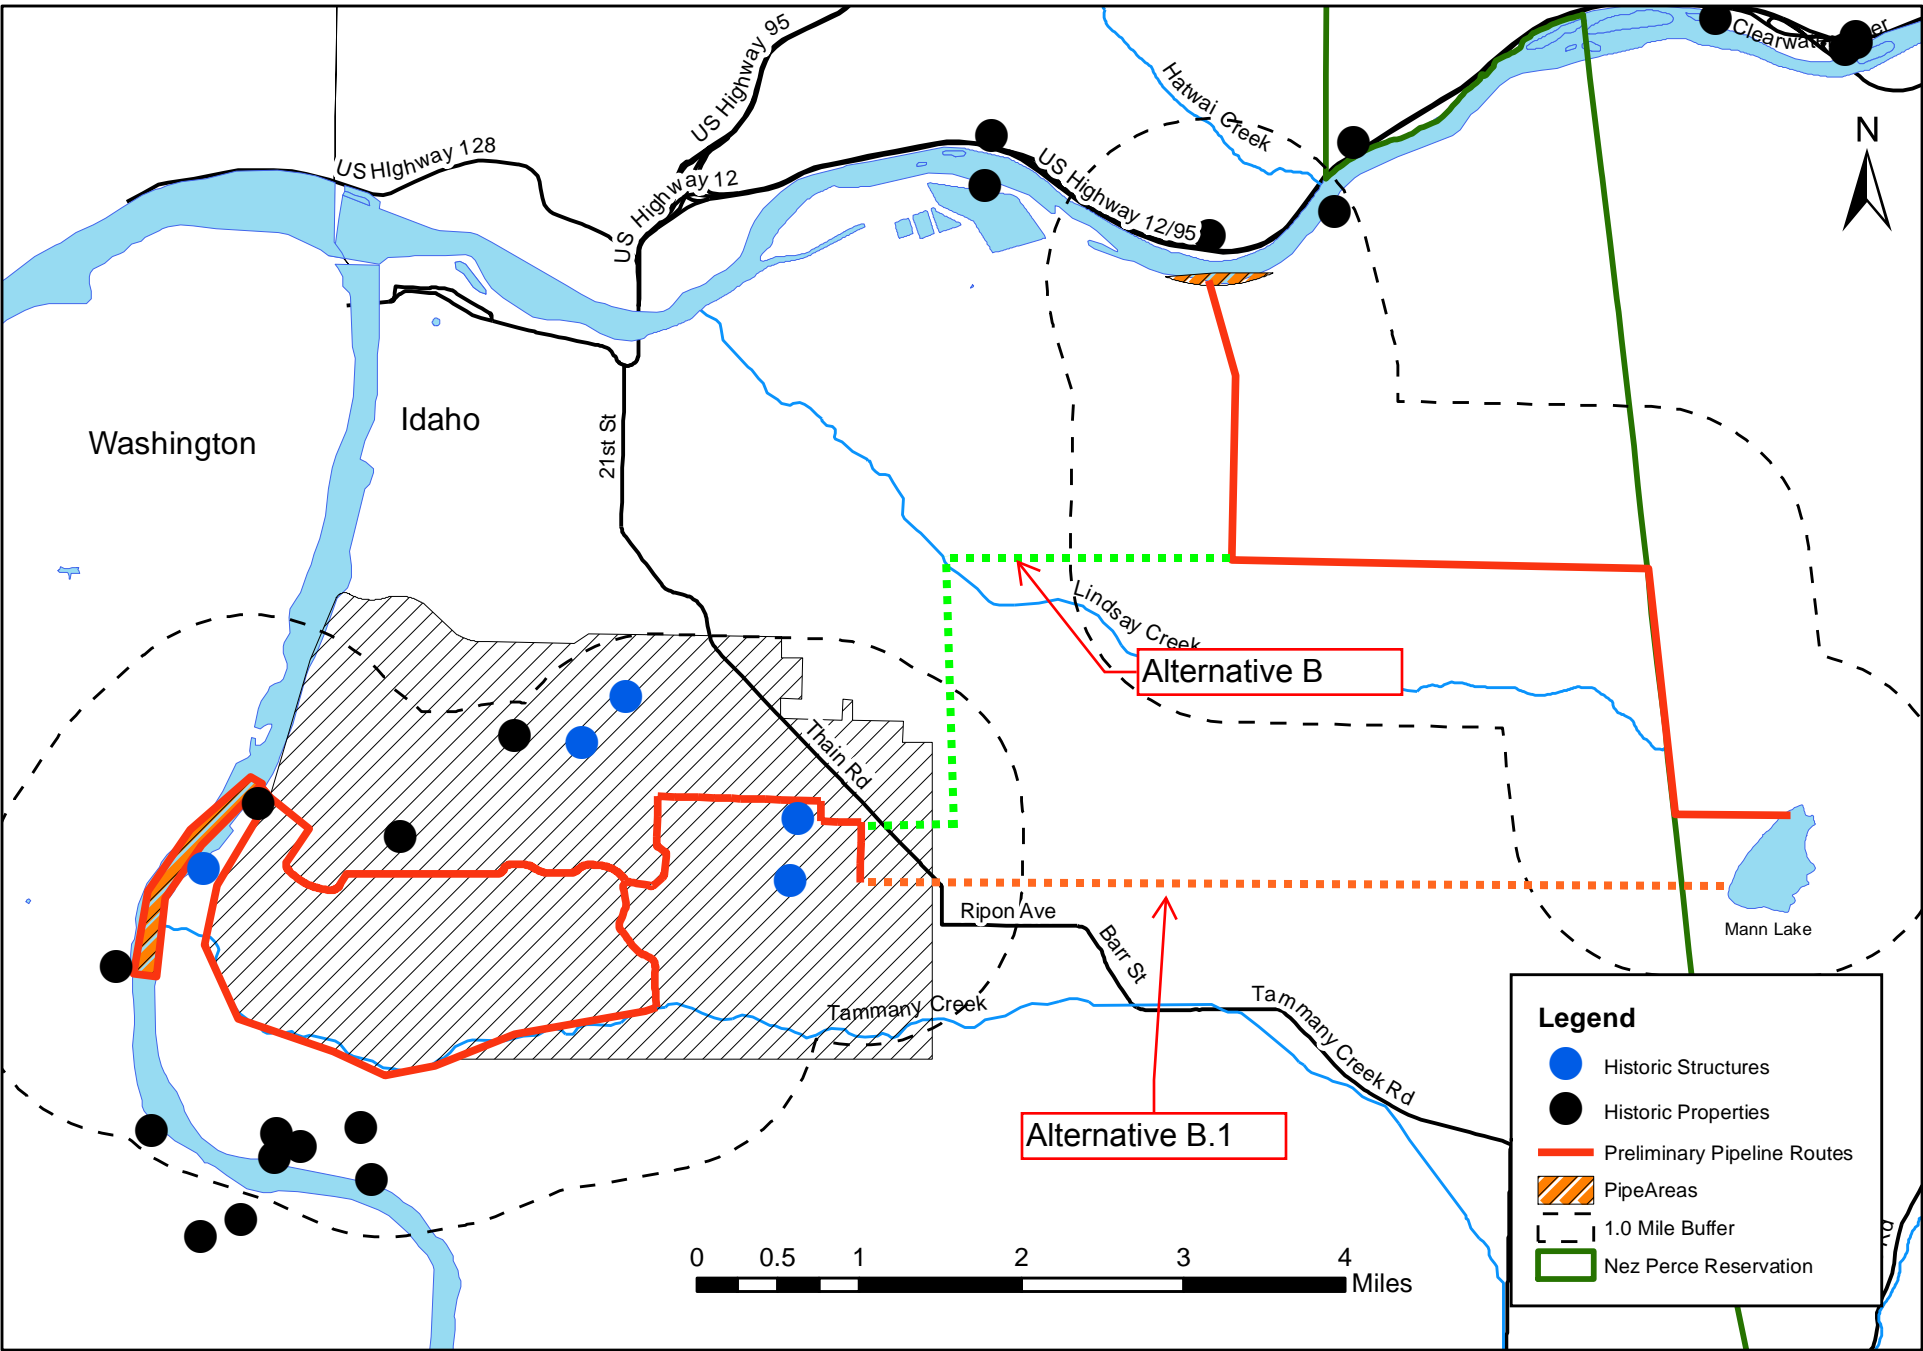 US Highway 95
Clearwater
Hatwai Creek
N
US HIghway 128
US Highway 12
US Highway 12/95
Washington
Idaho
21st St
Lindsay Creek
Alternative B
Thain Rd
Ripon Ave
Barr St
Mann Lake
Tammany Creek
Tammany Creek Rd
Alternative B.1
Legend
Historic Structures
Historic Properties
Preliminary Pipeline Routes
PipeAreas
1.0 Mile Buffer
Nez Perce Reservation
Rd
0 0.5 1 2 3 4
Miles